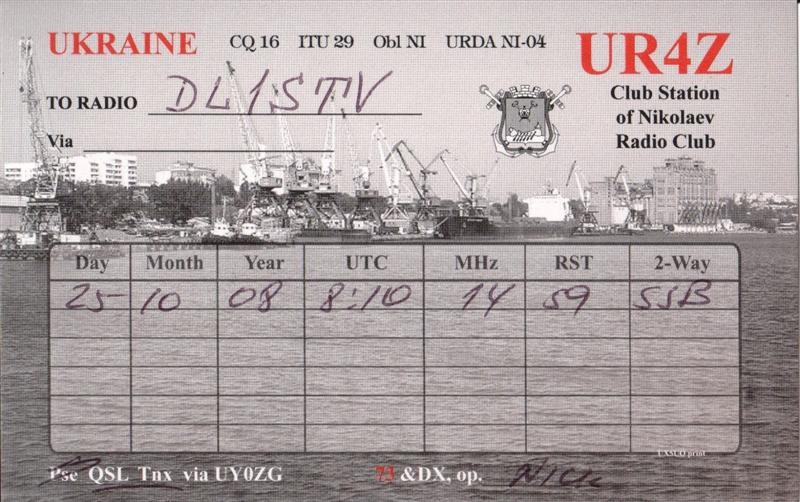 UKRAINE CQ 16 ITU 29 Obl NI URDA NI-04 UR4Z
TO RADIO DL1STV
Club Station
of Nikolaev
Radio Club
Via
Day Month Year UTC MHz RST 2-Way
25 10 08 8:10 14 59 SSB
UX5UO print
Pse QSL Tnx via UY0ZG 73 &DX, op. Nick